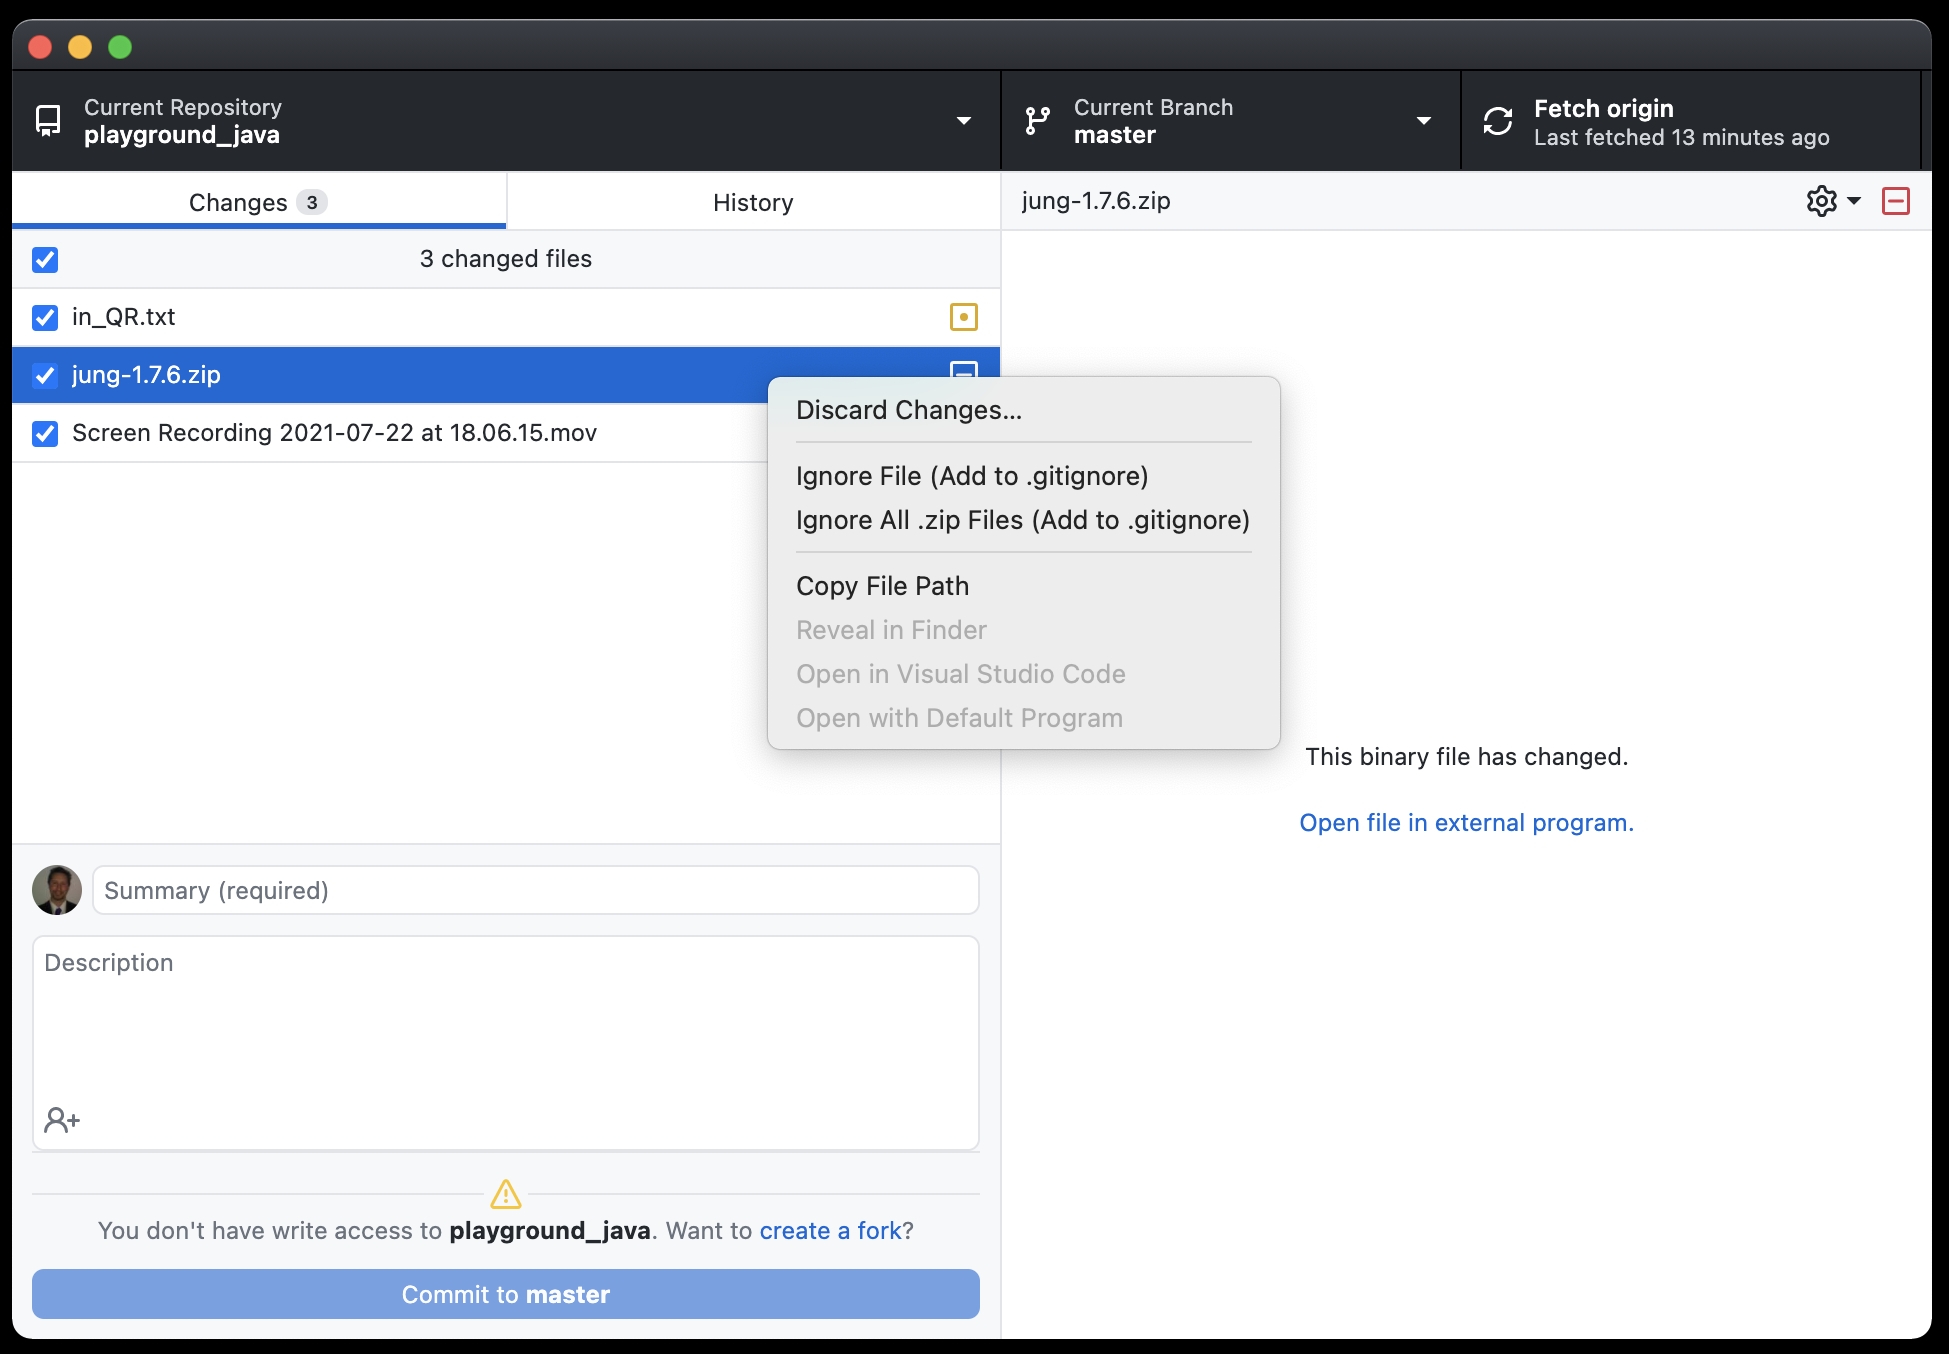 Current Repository
playground_java
Current Branch
master
Fetch origin
Last fetched 13 minutes ago
Changes 3
History
jung-1.7.6.zip
3 changed files
in_QR.txt
jung-1.7.6.zip
Screen Recording 2021-07-22 at 18.06.15.mov
Discard Changes...
Ignore File (Add to .gitignore)
Ignore All .zip Files (Add to .gitignore)
Copy File Path
Reveal in Finder
Open in Visual Studio Code
Open with Default Program
This binary file has changed.
Open file in external program.
Summary (required)
Description
You don't have write access to playground_java. Want to create a fork?
Commit to master